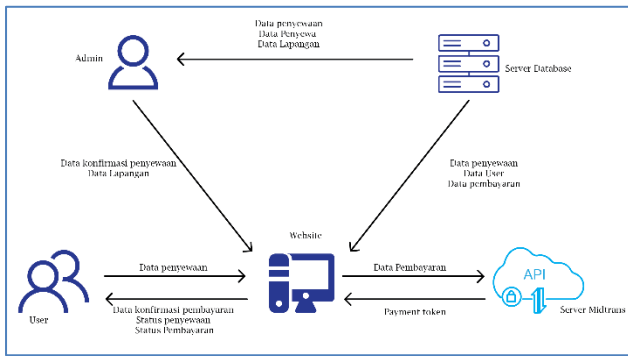 Data penyewaan
Data Penyewa
Data Lapangan
Admin
Server Database
Data konfirmasi penyewaan
Data Lapangan
Data penyewaan
Data User
Data pembayaran
Website
Data penyewaan
Data Pembayaran
API
User
Data konfirmasi pembayaran
Status penyewaan
Status Pembayaran
Payment token
Server Midtrans